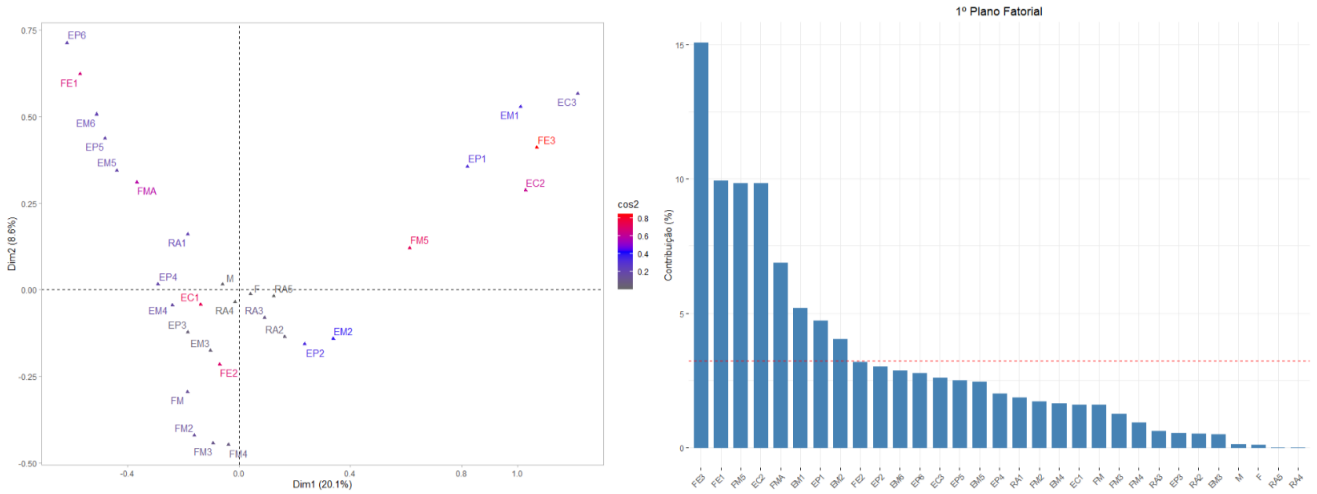 0.75
0.50
0.25
0.00
-0.25
-0.50
Dim2 (8.6%)
EP6
FE1
EM6
EP5
EM5
FMA
RA1
EC3
EM1
FE3
EP1
EC2
FM5
EP4
M
F
RA5
EC1
RA4
RA3
EM4
EP3
RA2
EM2
EM3
EP2
FE2
FM
FM2
FM3
FM4
-0.4
0.0
0.4
1.0
Dim1 (20.1%)
cos2
0.8
0.6
0.4
0.2
1º Plano Fatorial
Contribuição (%)
15
10
5
0
FE3
FE1
FM5
EC2
FMA
EM1
EP1
EM2
FE2
EP2
EM6
EP6
EC3
EP5
EM5
EP4
RA1
FM2
EM4
EC1
FM
FM3
FM4
RA3
EP3
RA2
EM3
M
F
RA5
RA4